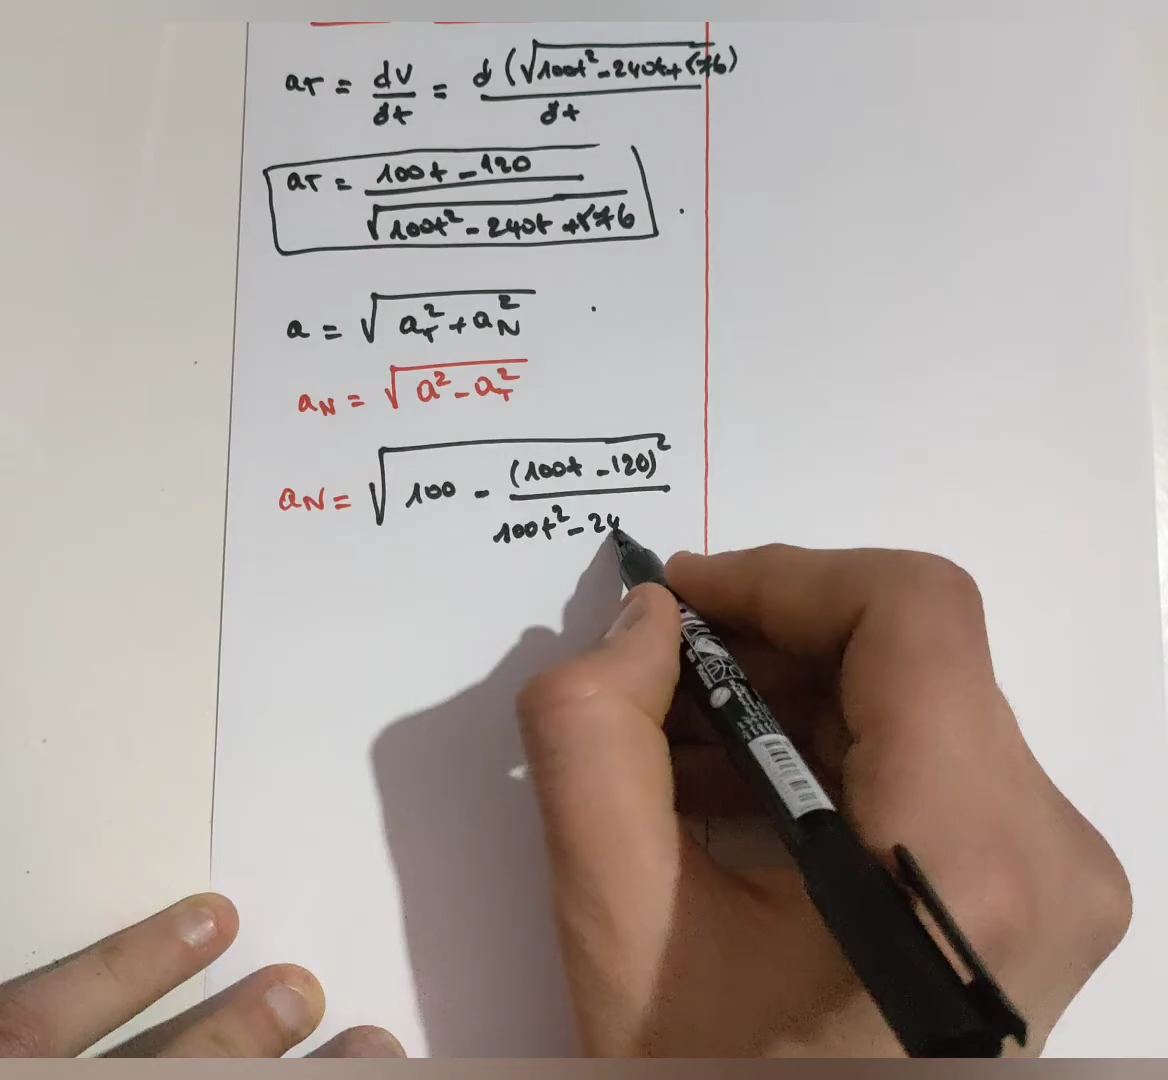 aT = dV/dt = d(√100t² - 240t + 576)/dt
aT = 100t - 120/√100t² - 240t + 576 .
a = √aT² + aN² .
aN = √a² - aT²
aN = √100 - (100t - 120)²/100t² - 24